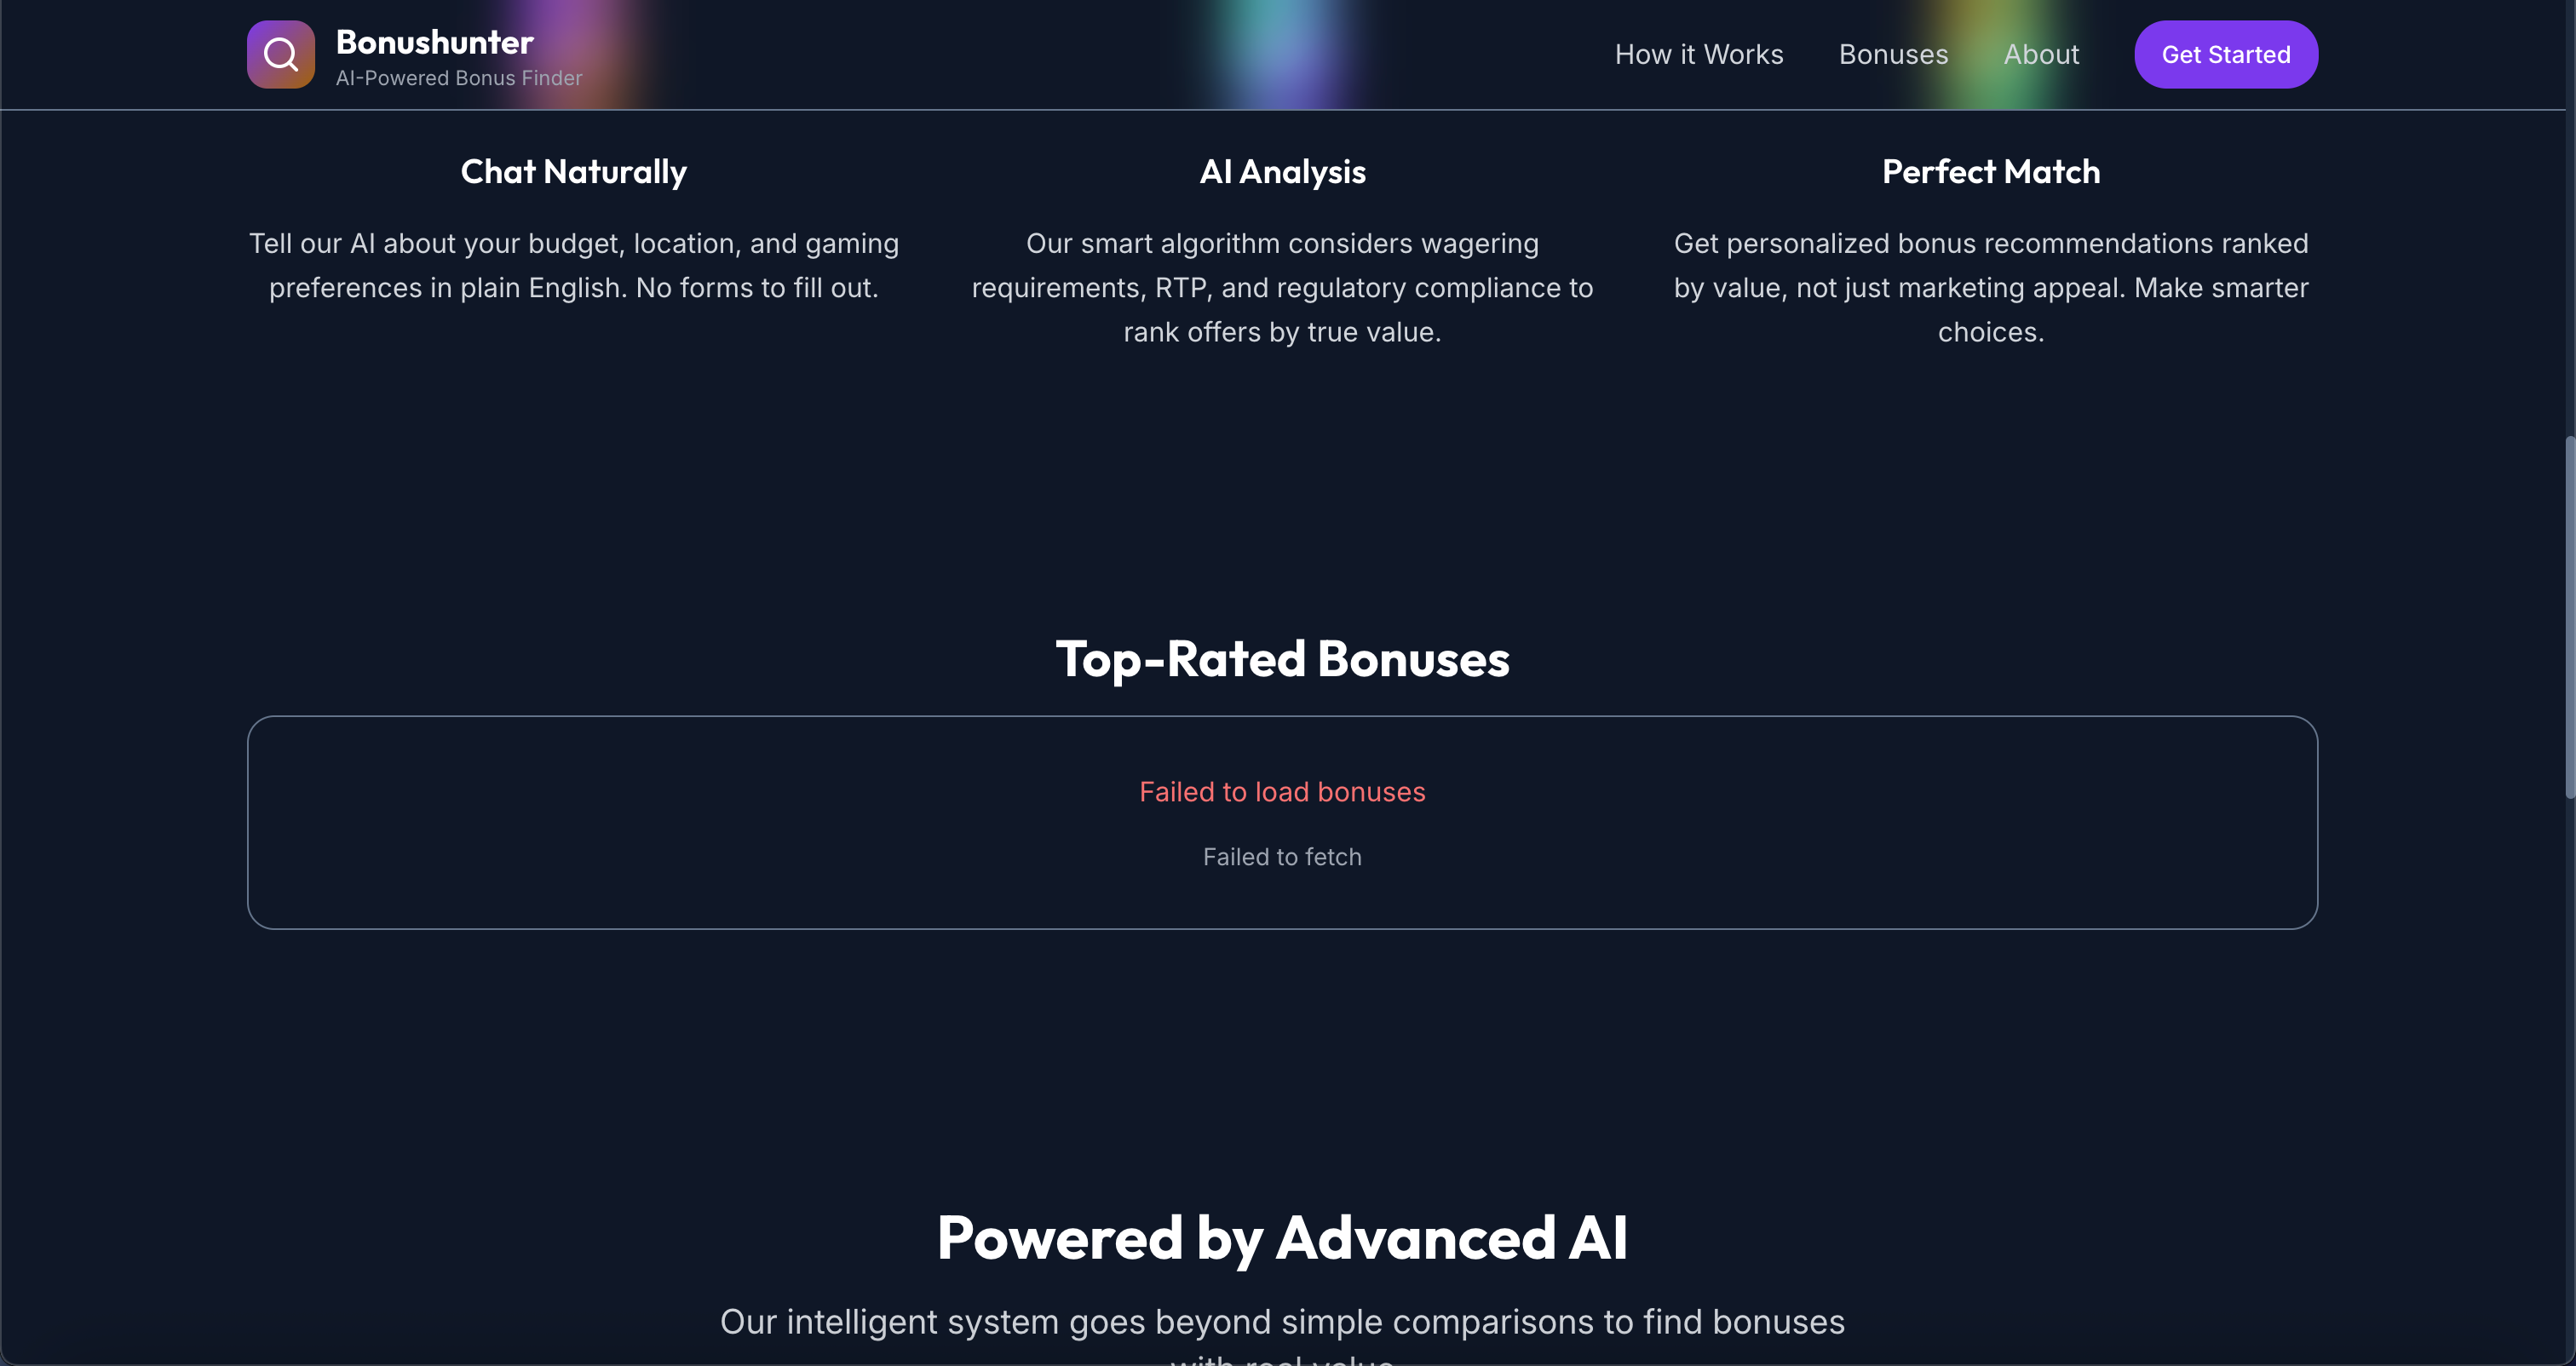 Bonushunter
AI-Powered Bonus Finder
How it Works
Bonuses
About
Get Started
Chat Naturally
Tell our AI about your budget, location, and gaming
preferences in plain English. No forms to fill out.
AI Analysis
Our smart algorithm considers wagering
requirements, RTP, and regulatory compliance to
rank offers by true value.
Perfect Match
Get personalized bonus recommendations ranked
by value, not just marketing appeal. Make smarter
choices.
Top-Rated Bonuses
Failed to load bonuses
Failed to fetch
Powered by Advanced AI
Our intelligent system goes beyond simple comparisons to find bonuses
with real value